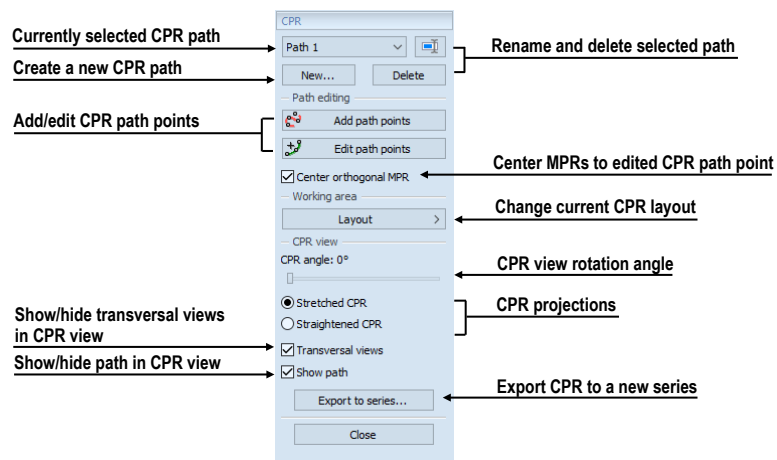 CPR
Currently selected CPR path
Path 1
Rename and delete selected path
Create a new CPR path
New...
Delete
Path editing
Add/edit CPR path points
Add path points
Edit path points
Center MPRs to edited CPR path point
Center orthogonal MPR
Working area
Change current CPR layout
Layout
CPR view
CPR angle: 0°
CPR view rotation angle
Stretched CPR
CPR projections
Show/hide transversal views
in CPR view
Straightened CPR
Transversal views
Show/hide path in CPR view
Show path
Export CPR to a new series
Export to series...
Close